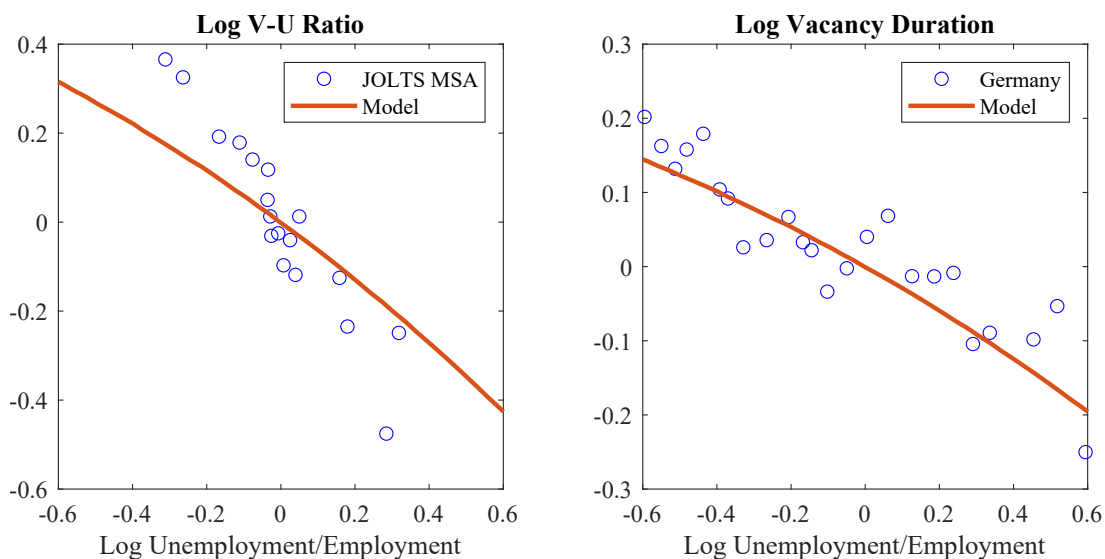 Log V-U Ratio
0.4
0.2
0
-0.2
-0.4
-0.6
-0.6 -0.4 -0.2 0 0.2 0.4 0.6
Log Unemployment/Employment
JOLTS MSA
Model
Log Vacancy Duration
0.3
0.2
0.1
0
-0.1
-0.2
-0.3
-0.6 -0.4 -0.2 0 0.2 0.4 0.6
Log Unemployment/Employment
Germany
Model